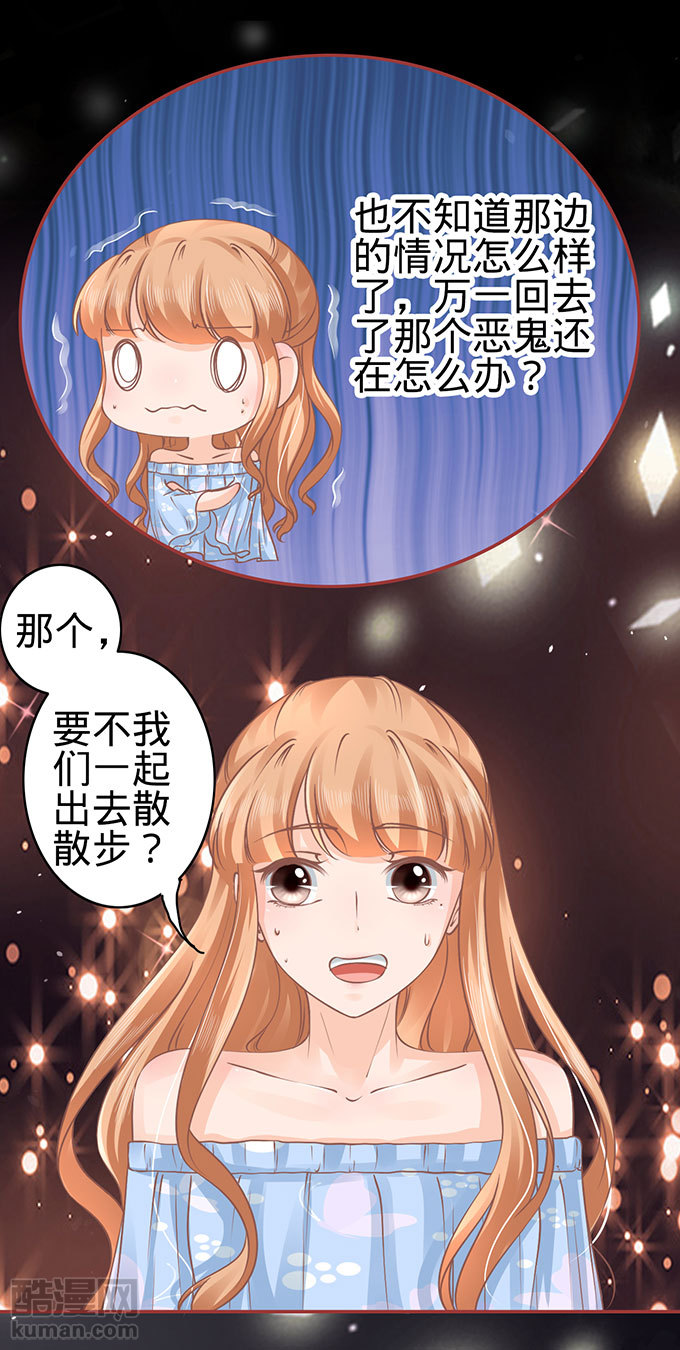 也不知道那边
的情况怎么样
了，万一回去
了那个恶鬼还
在怎么办？
那个，
要不我
们一起
出去散
散步？
酷漫网
kuman.com